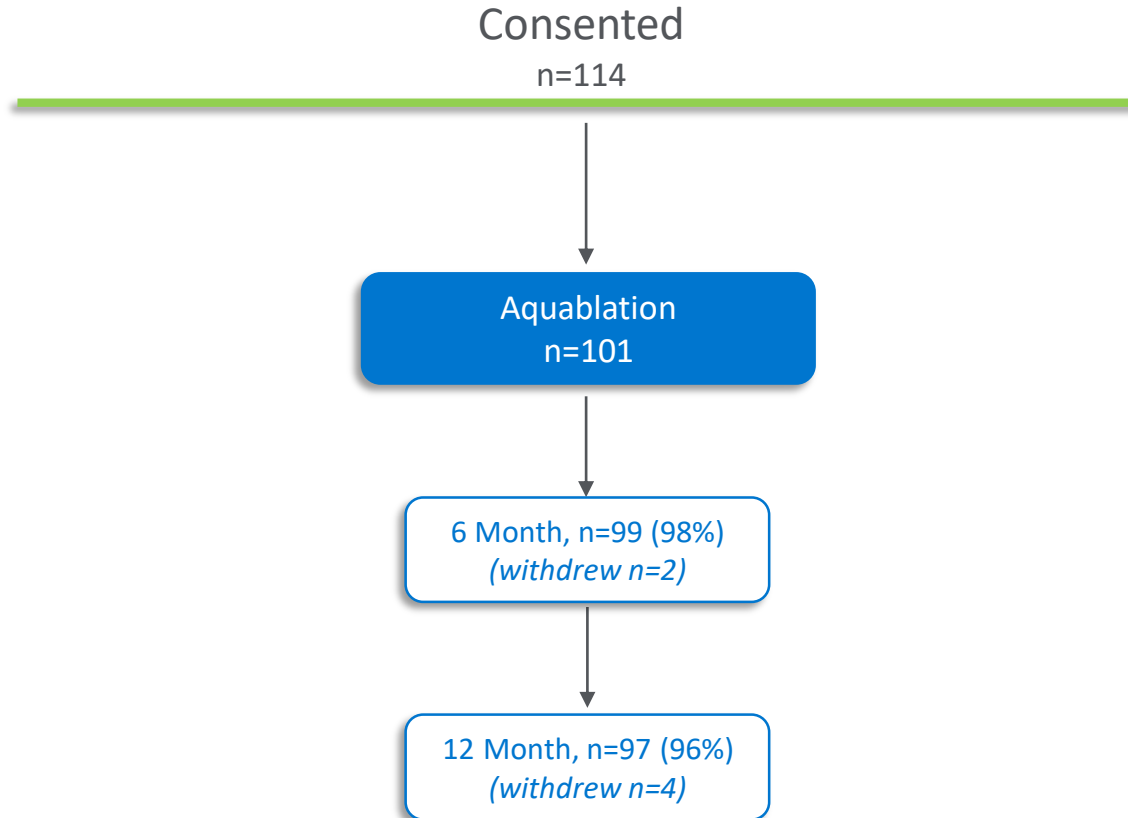 Consented
n=114
Aquablation
n=101
6 Month, n=99 (98%)
(withdrew n=2)
12 Month, n=97 (96%)
(withdrew n=4)